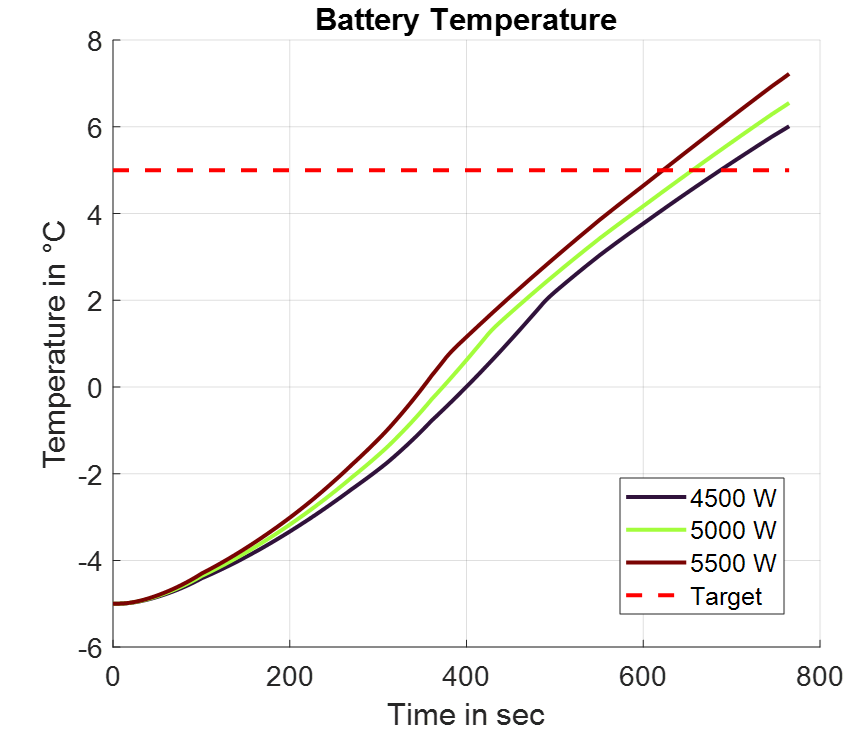 Battery Temperature
8
6
4
2
0
-2
-4
-6
Temperature in °C
0 200 400 600 800
Time in sec
4500 W
5000 W
5500 W
Target